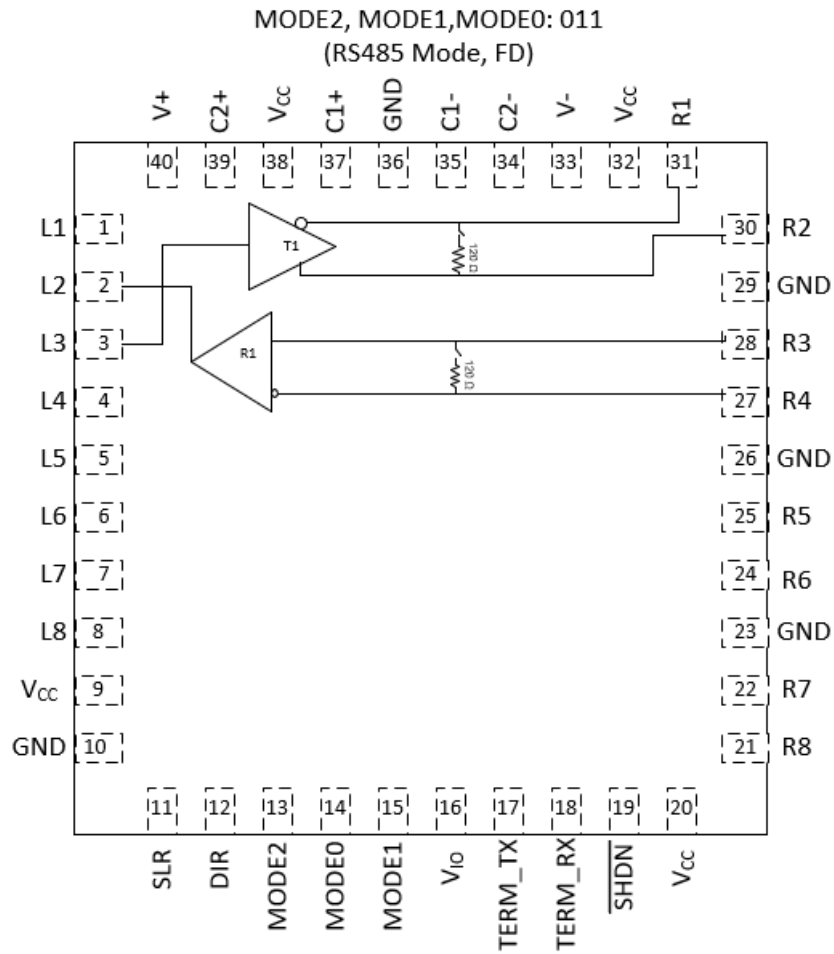 MODE2, MODE1,MODE0: 011
(RS485 Mode, FD)
V+ C2+ VCC C1+ GND C1- C2- V- VCC R1
40 39 38 37 36 35 34 33 32 31
L1 1 T1 120 Ω 30 R2
L2 2 29 GND
L3 3 R1 120 Ω 28 R3
L4 4 27 R4
L5 5 26 GND
L6 6 25 R5
L7 7 24 R6
L8 8 23 GND
VCC 9 22 R7
GND 10 21 R8
11 12 13 14 15 16 17 18 19 20
SLR DIR MODE2 MODE0 MODE1 VIO TERM_TX TERM_RX SHDN VCC